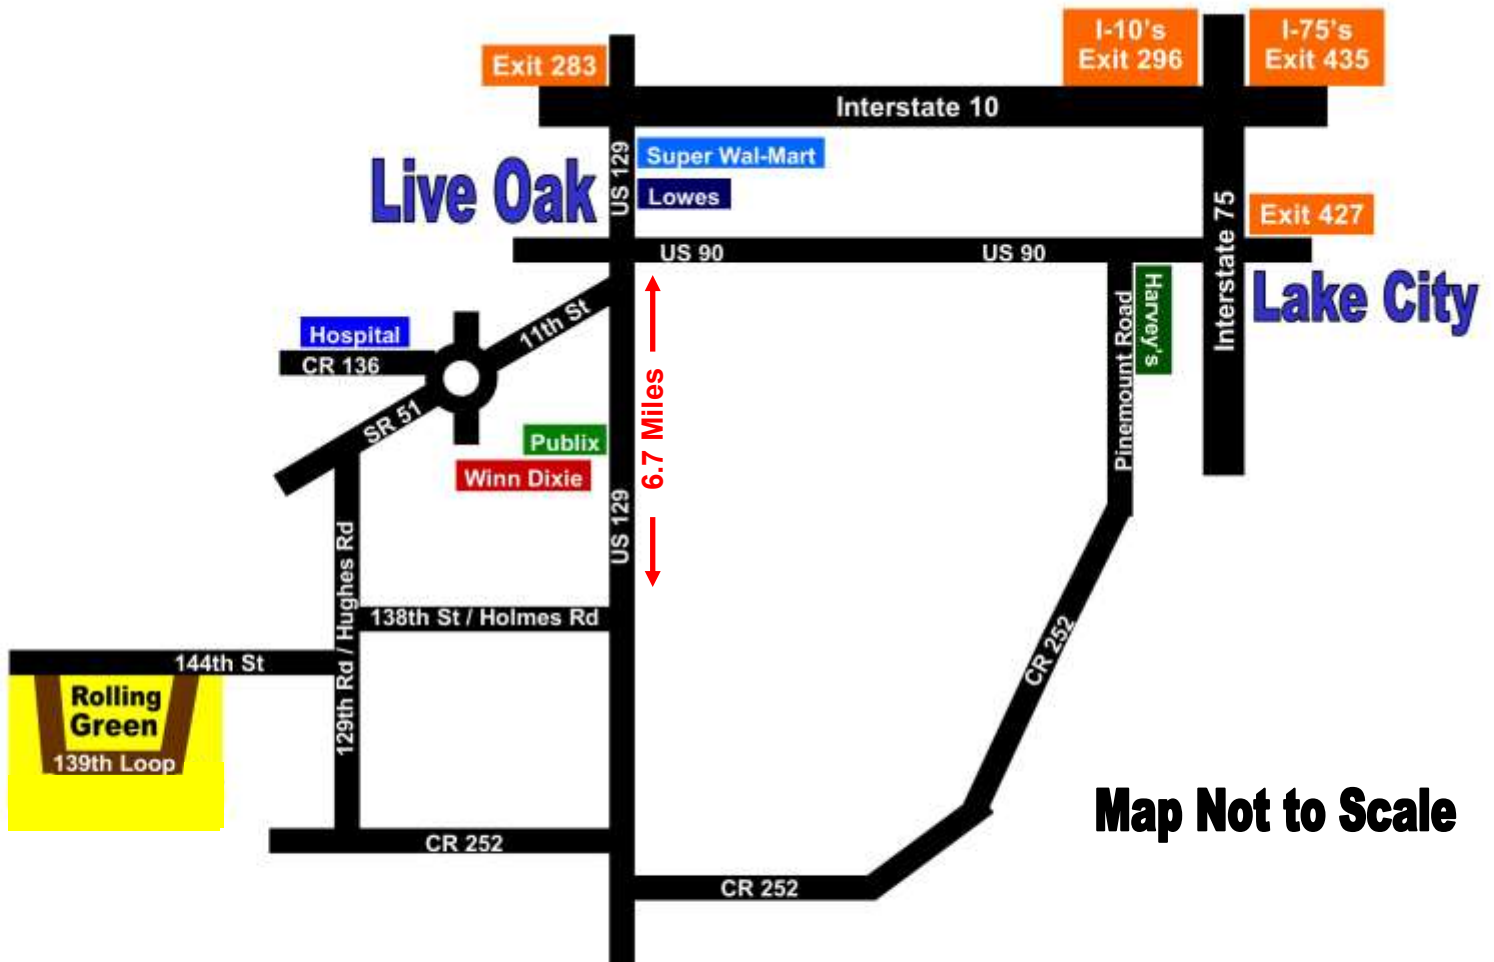 I-10's
Exit 296
I-75's
Exit 435
Exit 283
Interstate 10
US 129
Super Wal-Mart
Lowes
Live Oak
Interstate 75
Exit 427
US 90
US 90
Lake City
Harvey's
Pinemount Road
11th St
Hospital
CR 136
SR 51
6.7 Miles
Publix
Winn Dixie
US 129
129th Rd / Hughes Rd
138th St / Holmes Rd
CR 252
144th St
Rolling
Green
139th Loop
Map Not to Scale
CR 252
CR 252